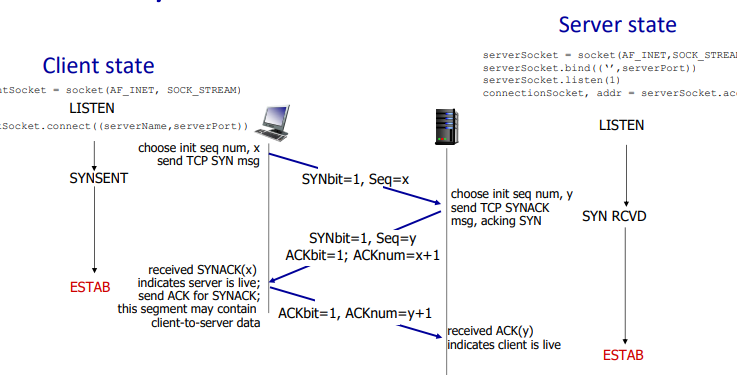 Server state
serverSocket = socket(AF_INET,SOCK_STREA
serverSocket.bind((‘’,serverPort))
serverSocket.listen(1)
connectionSocket, addr = serverSocket.ac
Client state
ntSocket = socket(AF_INET, SOCK_STREAM)
LISTEN
tSocket.connect((serverName,serverPort))
LISTEN
choose init seq num, x
send TCP SYN msg
SYNSENT
SYNbit=1, Seq=x
choose init seq num, y
send TCP SYNACK
msg, acking SYN
SYN RCVD
SYNbit=1, Seq=y
ACKbit=1; ACKnum=x+1
received SYNACK(x)
indicates server is live;
send ACK for SYNACK;
this segment may contain
client-to-server data
ESTAB
ACKbit=1, ACKnum=y+1
received ACK(y)
indicates client is live
ESTAB